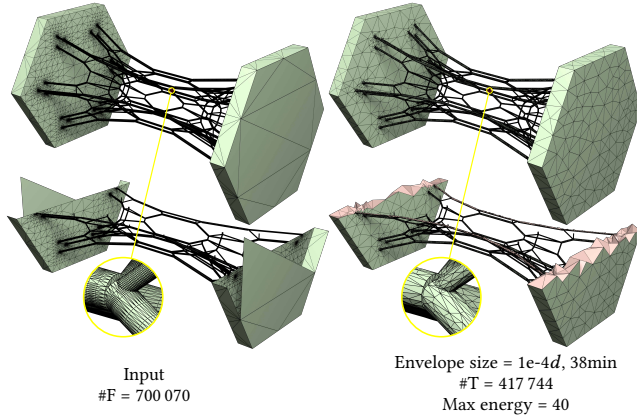 Input
#F = 700 070
Envelope size = 1e-4d, 38min
#T = 417 744
Max energy = 40